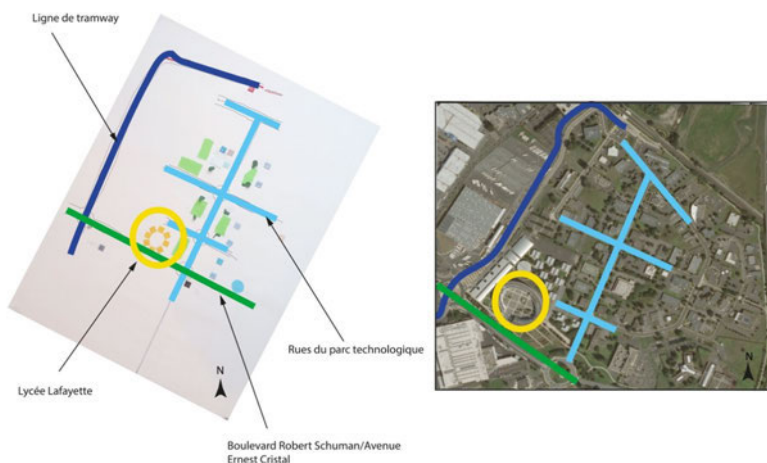 Ligne de tramway
Rues du parc technologique
N
Lycée Lafayette
Boulevard Robert Schuman/Avenue
Ernest Cristal
N